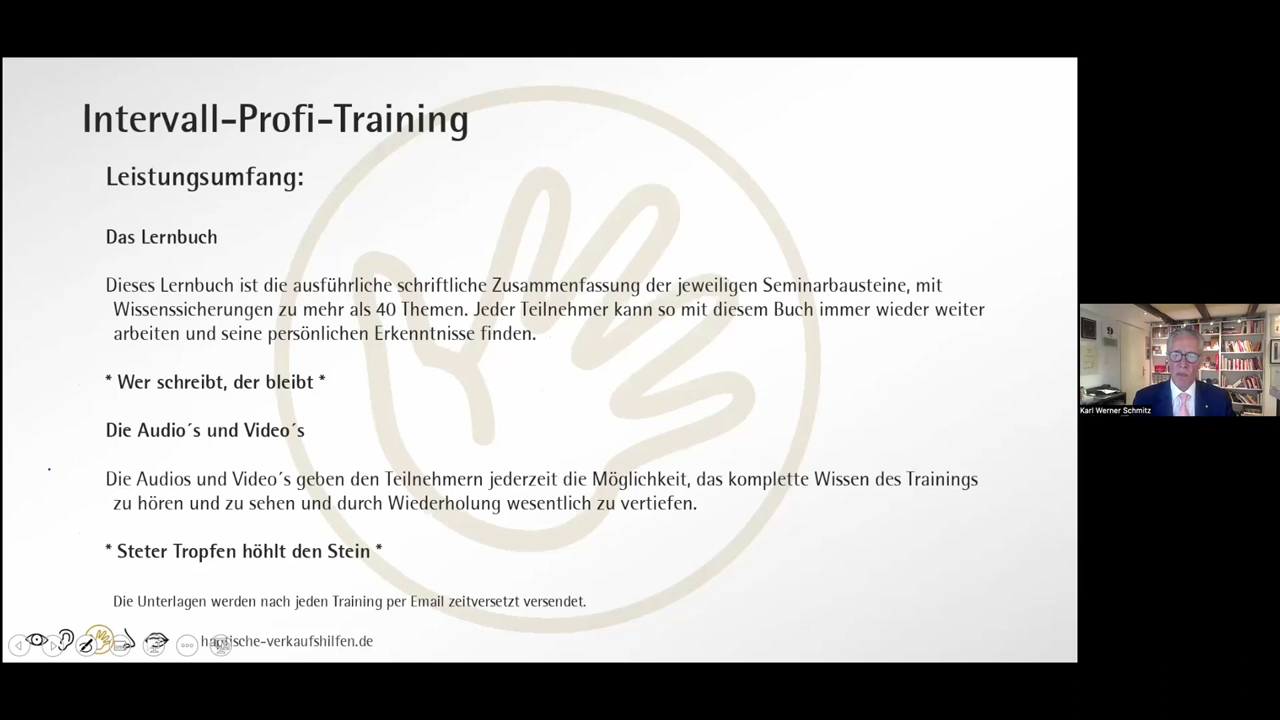 Intervall-Profi-Training
Leistungsumfang:
Das Lernbuch
Dieses Lernbuch ist die ausführliche schriftliche Zusammenfassung der jeweiligen Seminarbausteine, mit
Wissenssicherungen zu mehr als 40 Themen. Jeder Teilnehmer kann so mit diesem Buch immer wieder weiter
arbeiten und seine persönlichen Erkenntnisse finden.
* Wer schreibt, der bleibt *
Die Audio´s und Video´s
Die Audios und Video´s geben den Teilnehmern jederzeit die Möglichkeit, das komplette Wissen des Trainings
zu hören und zu sehen und durch Wiederholung wesentlich zu vertiefen.
* Steter Tropfen höhlt den Stein *
Die Unterlagen werden nach jeden Training per Email zeitversetzt versendet.
haptische-verkaufshilfen.de
Karl Werner Schmitz